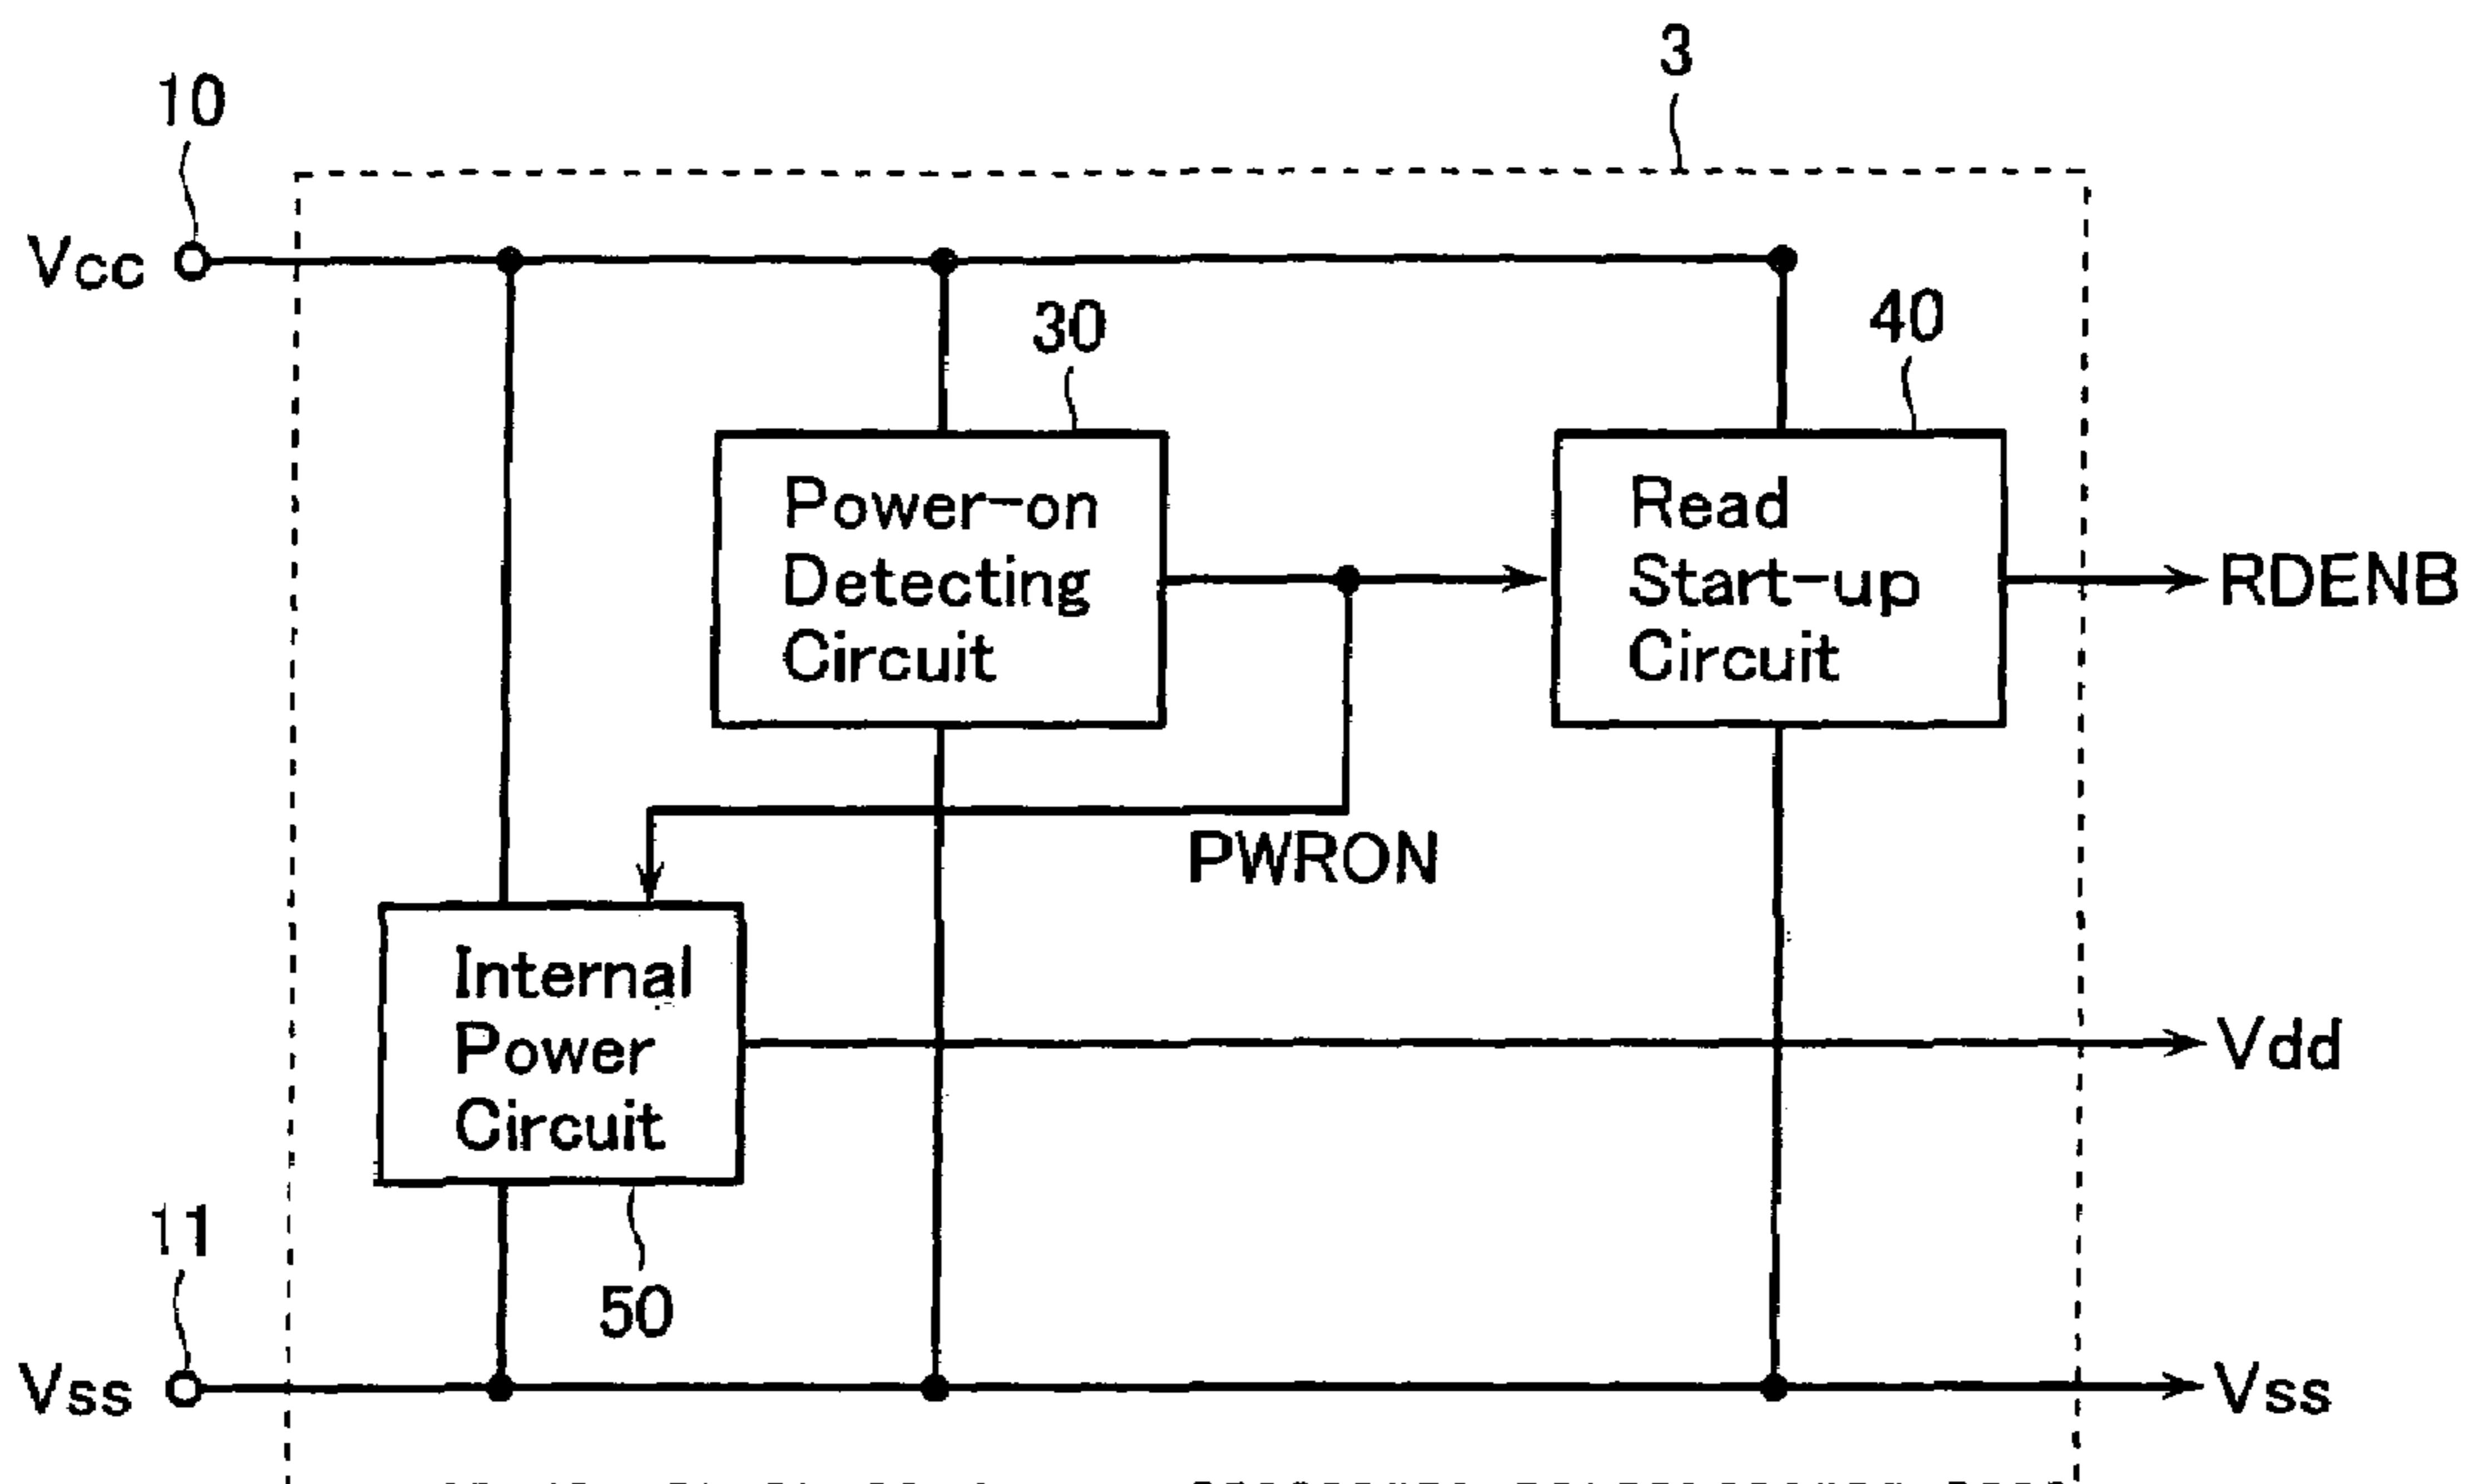 3
10
Vcc
30
40
Power-on
Detecting
Circuit
Read
Start-up
Circuit
RDENB
PWRON
Internal
Power
Circuit
Vdd
11
50
Vss
Vss